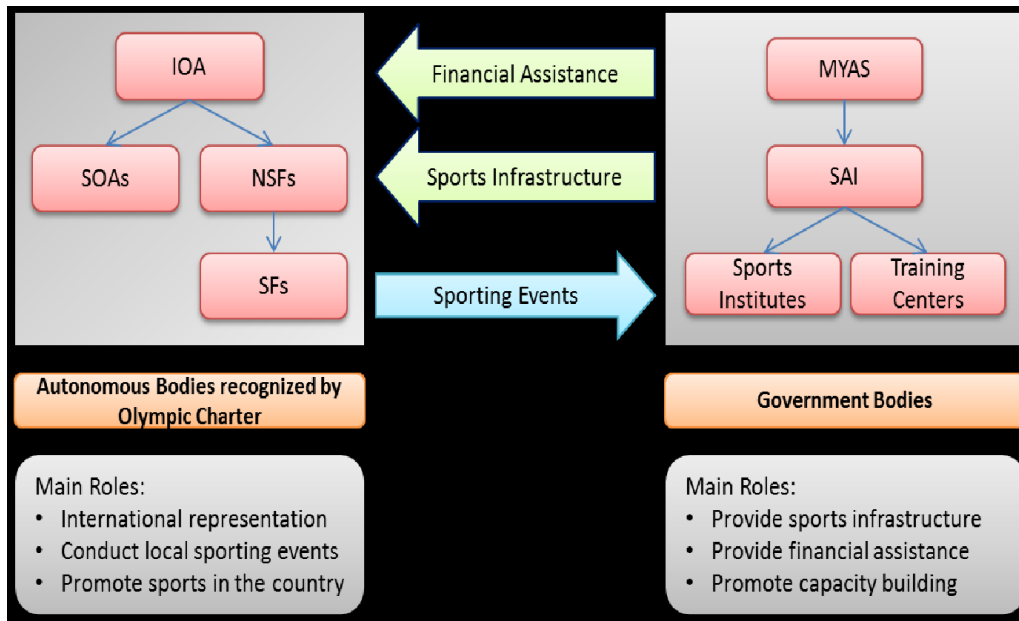 IOA
SOAs
NSFs
SFs
Financial Assistance
Sports Infrastructure
Sporting Events
MYAS
SAI
Sports
Institutes
Training
Centers
Autonomous Bodies recognized by
Olympic Charter
Government Bodies
Main Roles:
• International representation
• Conduct local sporting events
• Promote sports in the country
Main Roles:
• Provide sports infrastructure
• Provide financial assistance
• Promote capacity building